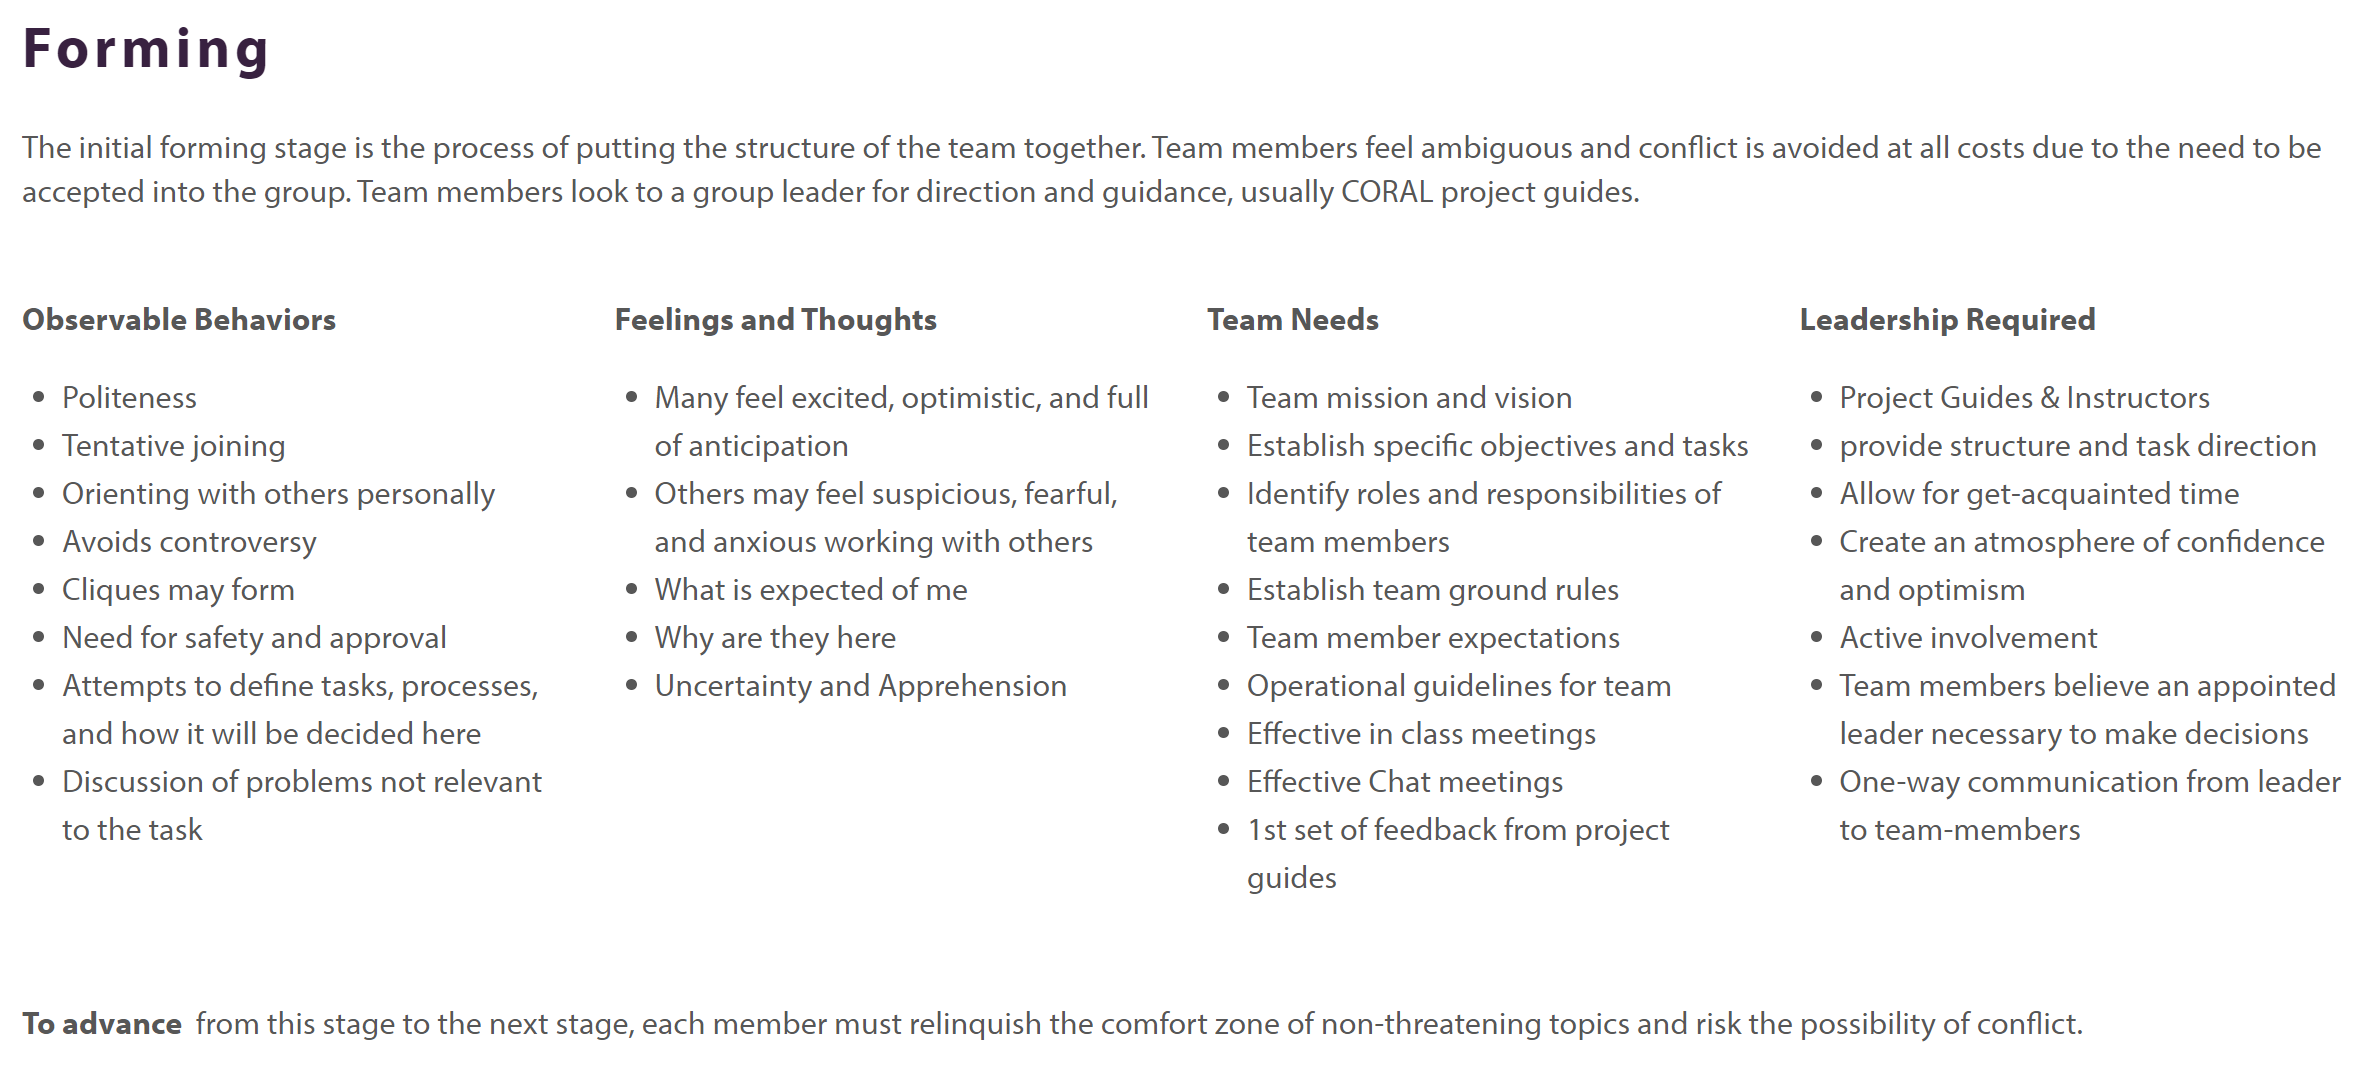 Forming
The initial forming stage is the process of putting the structure of the team together. Team members feel ambiguous and conflict is avoided at all costs due to the need to be
accepted into the group. Team members look to a group leader for direction and guidance, usually CORAL project guides.
Observable Behaviors
Politeness
Tentative joining
Orienting with others personally
Avoids controversy
Cliques may form
Need for safety and approval
Attempts to define tasks, processes,
and how it will be decided here
Discussion of problems not relevant
to the task
Feelings and Thoughts
Many feel excited, optimistic, and full
of anticipation
Others may feel suspicious, fearful,
and anxious working with others
What is expected of me
Why are they here
Uncertainty and Apprehension
Team Needs
Team mission and vision
Establish specific objectives and tasks
Identify roles and responsibilities of
team members
Establish team ground rules
Team member expectations
Operational guidelines for team
Effective in class meetings
Effective Chat meetings
1st set of feedback from project
guides
Leadership Required
Project Guides & Instructors
provide structure and task direction
Allow for get-acquainted time
Create an atmosphere of confidence
and optimism
Active involvement
Team members believe an appointed
leader necessary to make decisions
One-way communication from leader
to team-members
To advance from this stage to the next stage, each member must relinquish the comfort zone of non-threatening topics and risk the possibility of conflict.